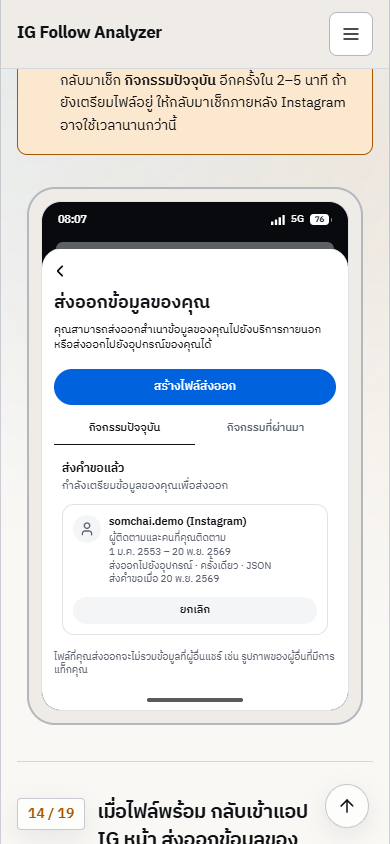 IG Follow Analyzer
กลับมาเช็ก กิจกรรมปัจจุบัน อีกครั้งใน 2–5 นาที ถ้า
ยังเตรียมไฟล์อยู่ ให้กลับมาเช็กภายหลัง Instagram
อาจใช้เวลานานกว่านี้
08:07
5G 76
ส่งออกข้อมูลของคุณ
คุณสามารถส่งออกสำเนาข้อมูลของคุณไปยังบริการภายนอก
หรือส่งออกไปยังอุปกรณ์ของคุณได้
สร้างไฟล์ส่งออก
กิจกรรมปัจจุบัน กิจกรรมที่ผ่านมา
ส่งคำขอแล้ว
กำลังเตรียมข้อมูลของคุณเพื่อส่งออก
somchai.demo (Instagram)
ผู้ติดตามและคนที่คุณติดตาม
1 ม.ค. 2553 – 20 พ.ย. 2569
ส่งออกไปยังอุปกรณ์ · ครั้งเดียว · JSON
ส่งคำขอเมื่อ 20 พ.ย. 2569
ยกเลิก
ไฟล์ที่คุณส่งออกจะไม่รวมข้อมูลที่ผู้อื่นแชร์ เช่น รูปภาพของผู้อื่นที่มีการ
แท็กคุณ
14 / 19
เมื่อไฟล์พร้อม กลับเข้าแอป
IG หน้า ส่งออกข้อมูลของ